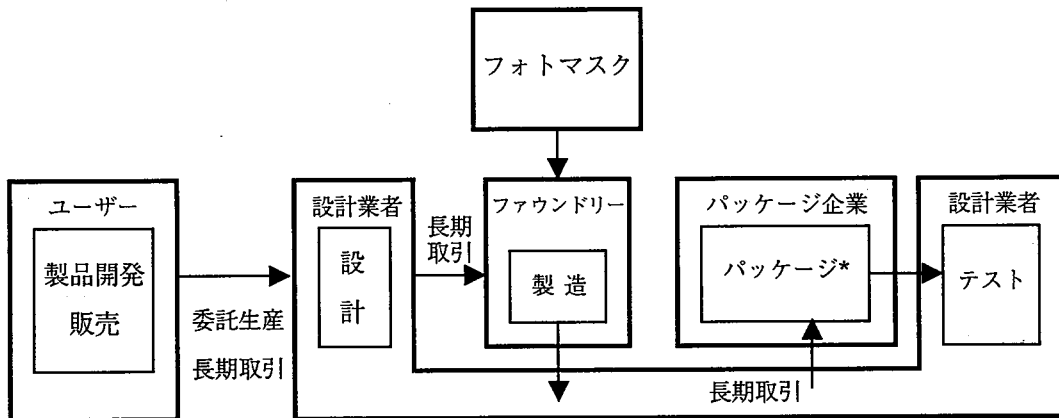 フォトマスク
ユーザー
製品開発
販売
委託生産
長期取引
設計業者
設
計
長期
取引
ファウンドリー
製造
パッケージ企業
パッケージ*
長期取引
設計業者
テスト